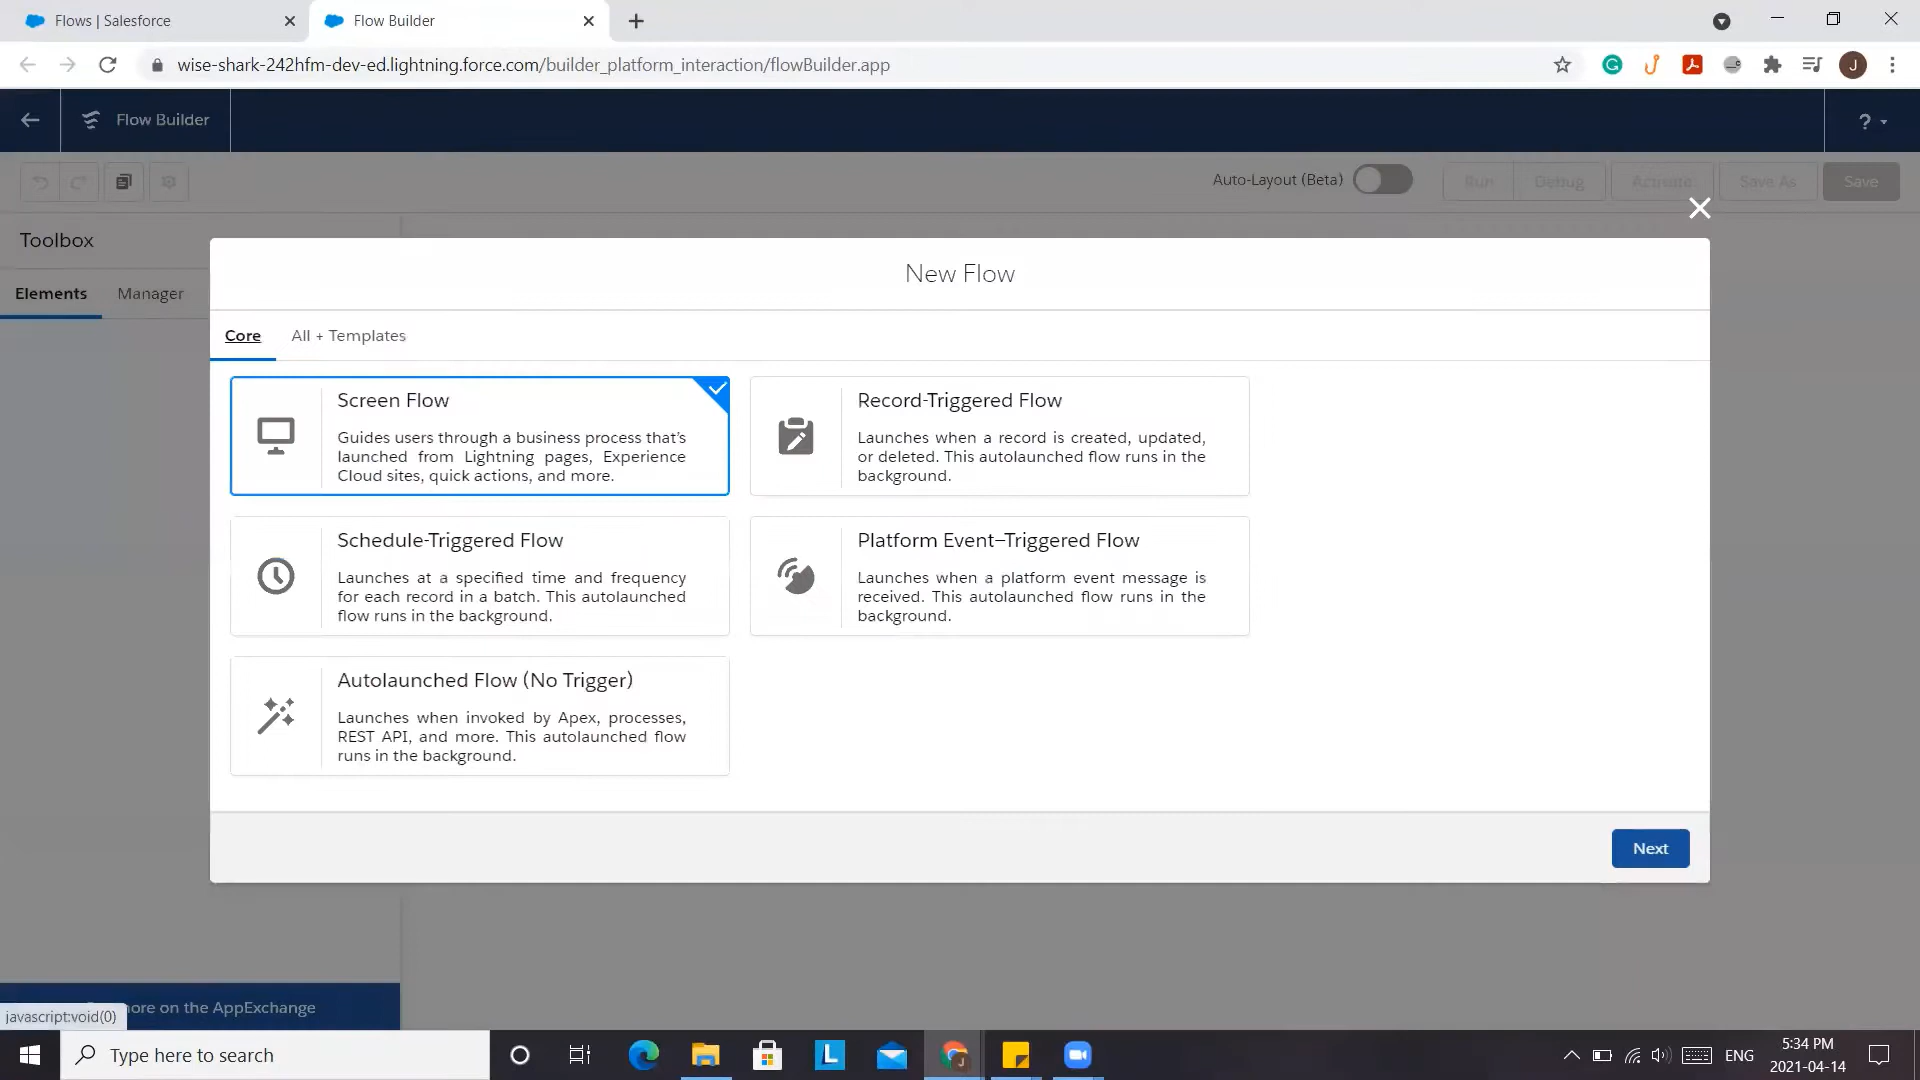 Flows | Salesforce
Flow Builder
wise-shark-242hfm-dev-ed.lightning.force.com/builder_platform_interaction/flowBuilder.app
J
Flow Builder
?
Auto-Layout (Beta)
Run
Debug
Activate
Save As
Save
Toolbox
Elements
Manager
New Flow
Core
All + Templates
Screen Flow
Guides users through a business process that's
launched from Lightning pages, Experience
Cloud sites, quick actions, and more.
Record-Triggered Flow
Launches when a record is created, updated,
or deleted. This autolaunched flow runs in the
background.
Schedule-Triggered Flow
Launches at a specified time and frequency
for each record in a batch. This autolaunched
flow runs in the background.
Platform Event—Triggered Flow
Launches when a platform event message is
received. This autolaunched flow runs in the
background.
Autolaunched Flow (No Trigger)
Launches when invoked by Apex, processes,
REST API, and more. This autolaunched flow
runs in the background.
Next
more on the AppExchange
javascript:void(0)
Type here to search
L
ENG
5:34 PM
2021-04-14